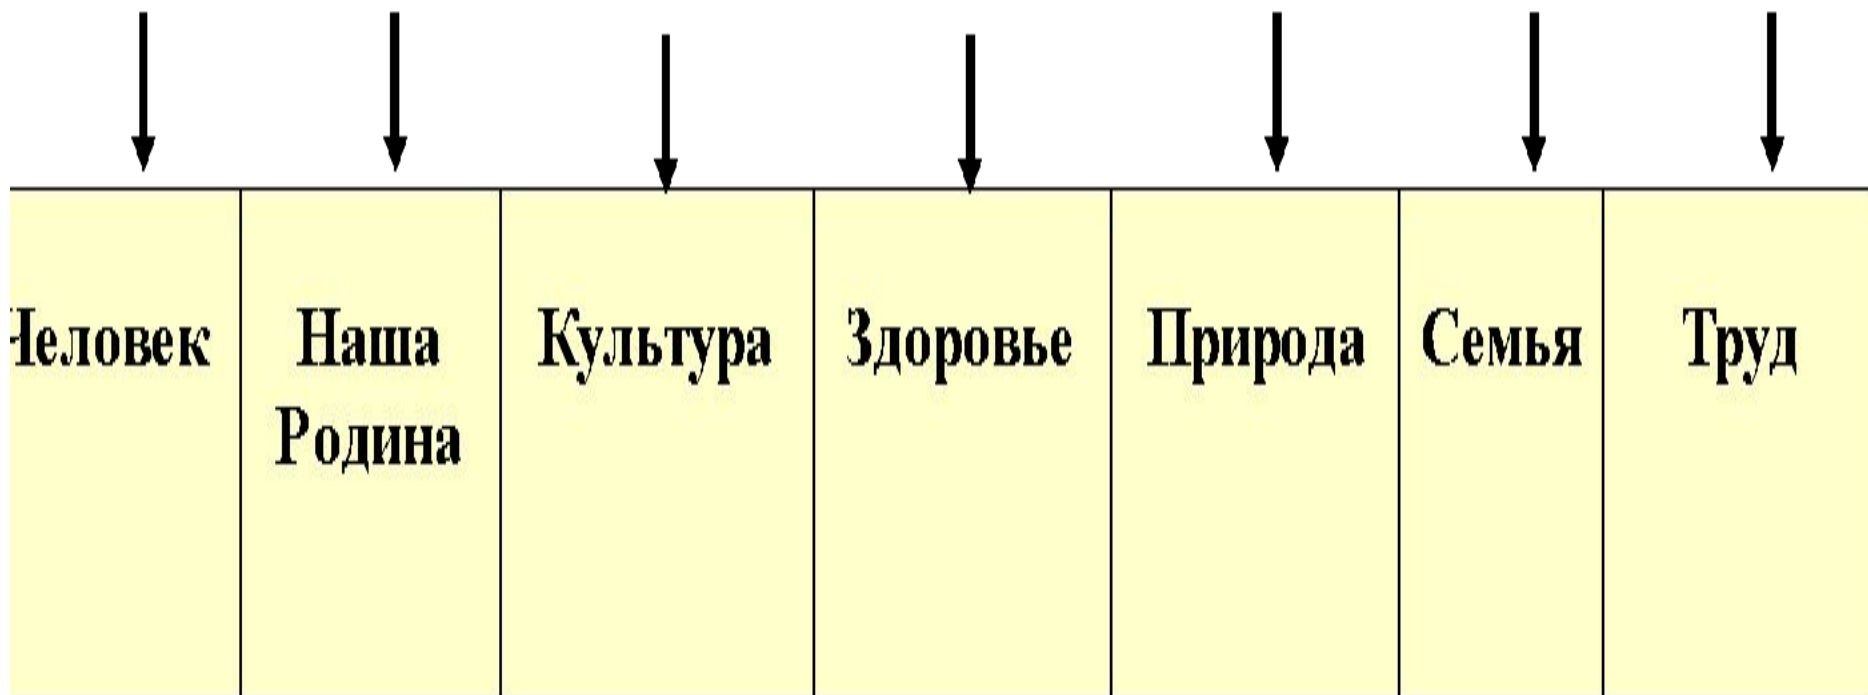 Человек
Наша
Родина
Культура
Здоровье
Природа
Семья
Труд